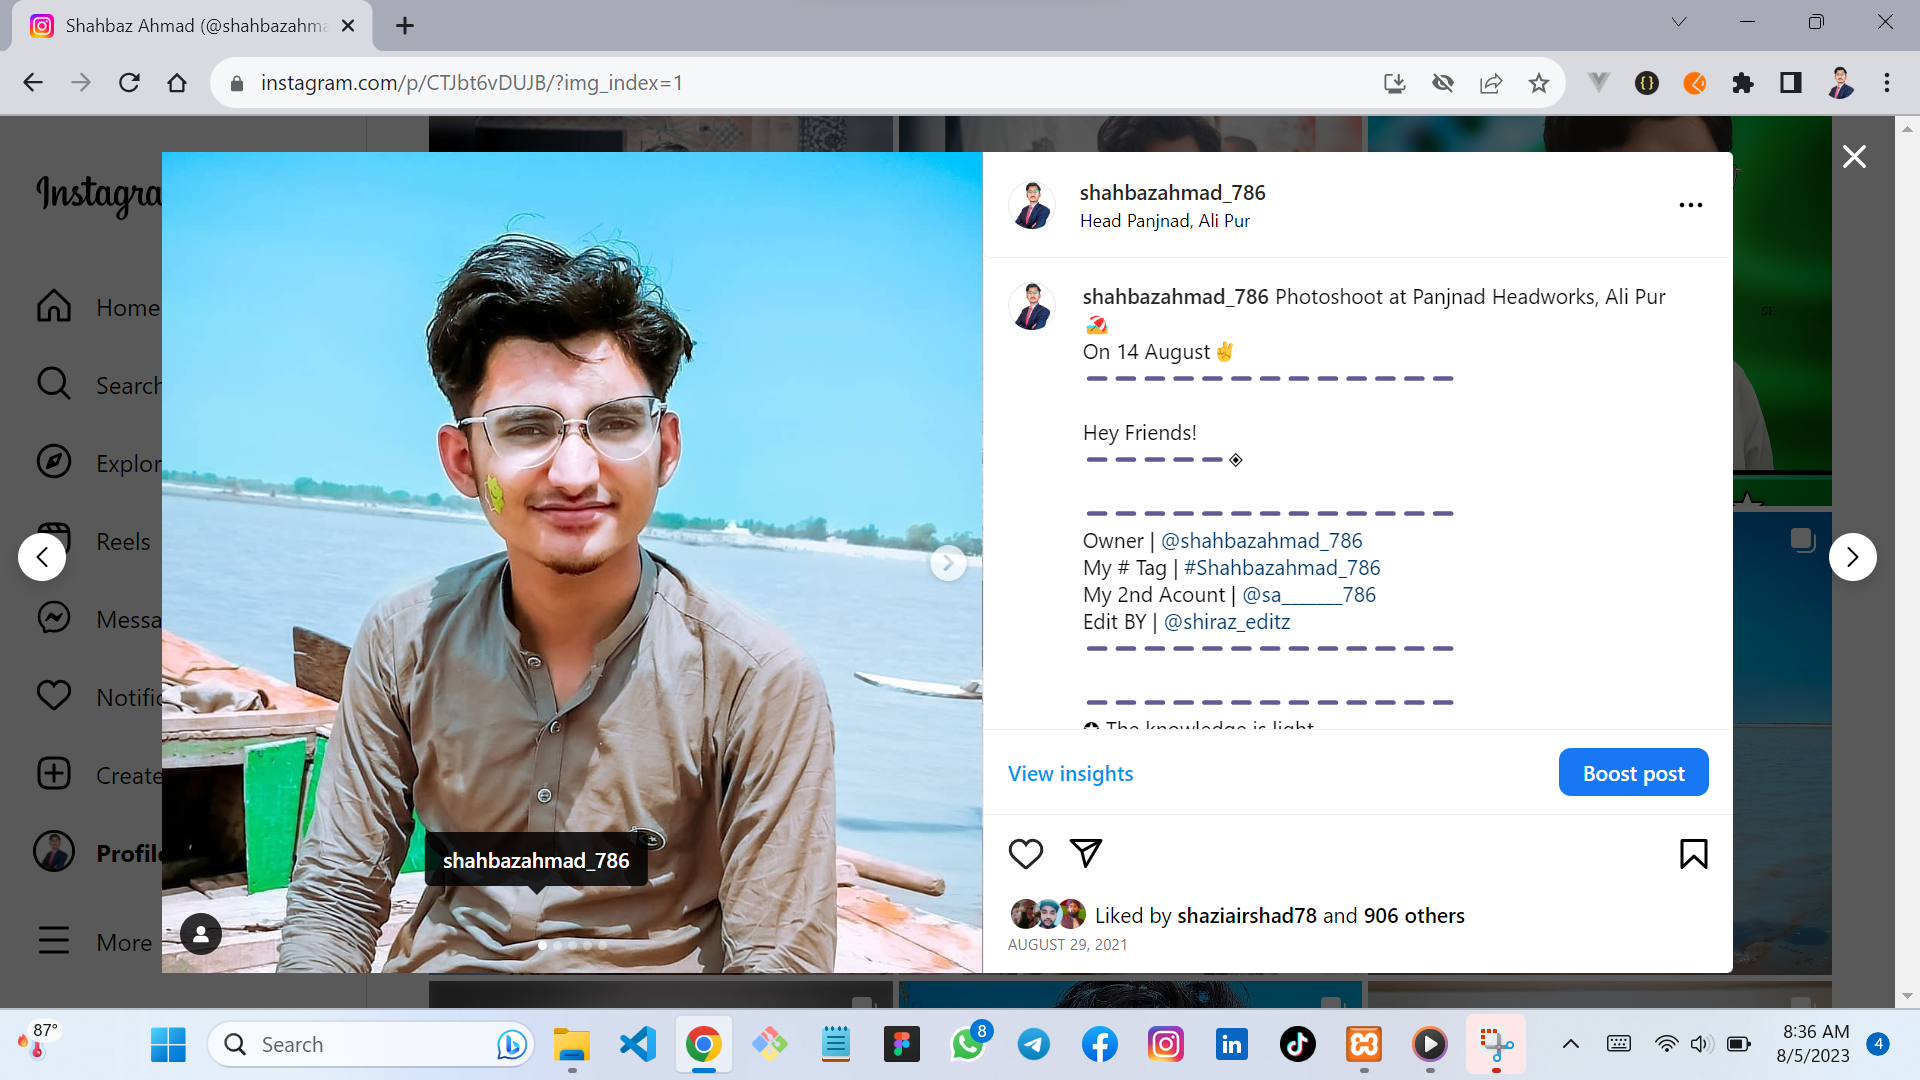 Shahbaz Ahmad (@shahbazahma
instagram.com/p/CTJbt6vDUJB/?img_index=1
Instagra
Home
Search
Explor
Reels
Messa
Notific
Create
Profile
More
shahbazahmad_786
shahbazahmad_786
Head Panjnad, Ali Pur
shahbazahmad_786 Photoshoot at Panjnad Headworks, Ali Pur
🏖️
On 14 August✌️
➖➖➖➖➖➖➖➖➖➖➖➖➖
Hey Friends!
➖➖➖➖➖◈
➖➖➖➖➖➖➖➖➖➖➖➖➖
Owner | @shahbazahmad_786
My # Tag | #Shahbazahmad_786
My 2nd Acount | @sa_______786
Edit BY | @shiraz_editz
➖➖➖➖➖➖➖➖➖➖➖➖➖
➖➖➖➖➖➖➖➖➖➖➖➖➖
The knowledge is light
View insights
Boost post
Liked by shaziairshad78 and 906 others
AUGUST 29, 2021
87°
Search
8
8:36 AM
8/5/2023
4